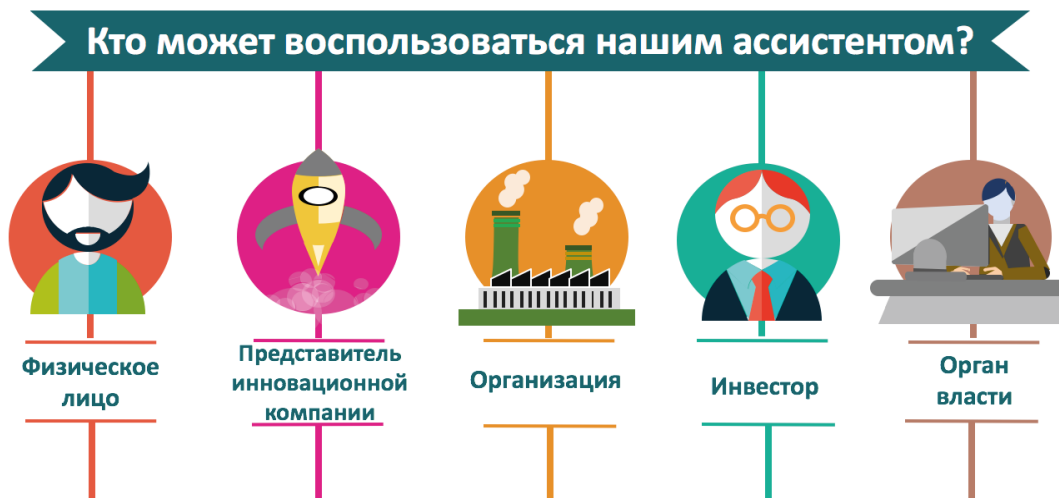 Кто может воспользоваться нашим ассистентом?
Физическое
лицо
Представитель
инновационной
компании
Организация
Инвестор
Орган
власти